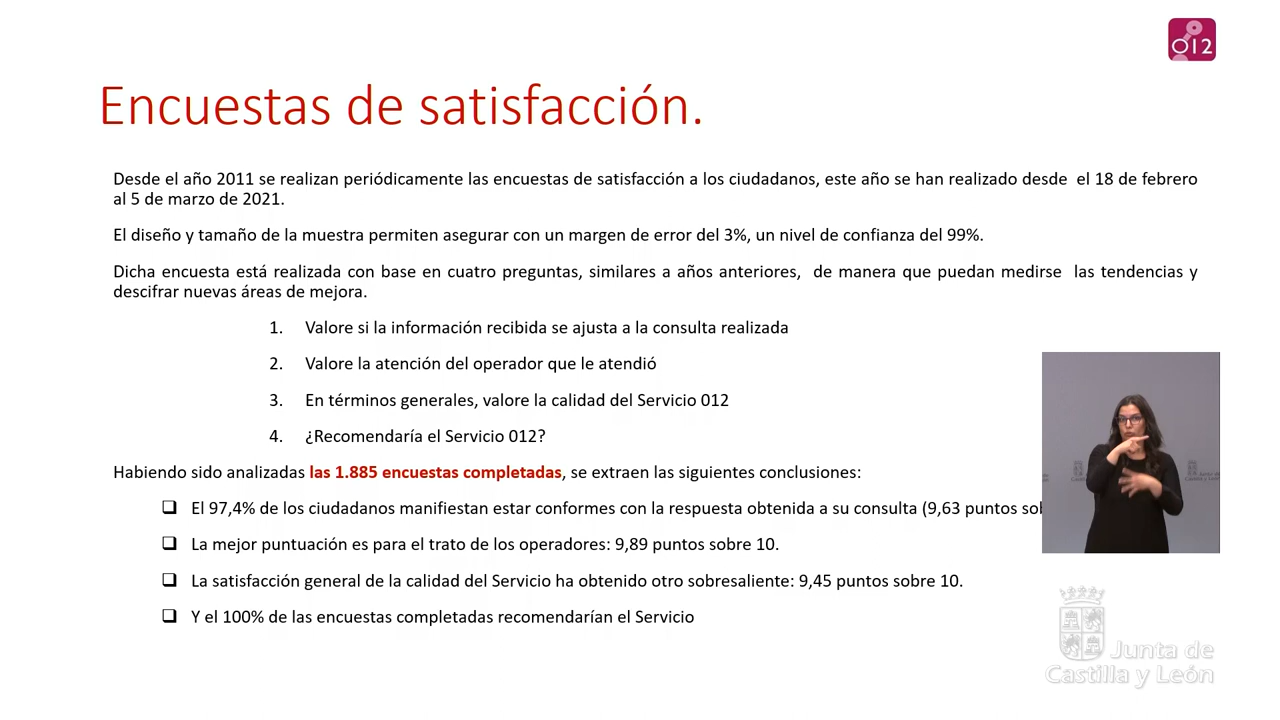 012
Encuestas de satisfacción.
Desde el año 2011 se realizan periódicamente las encuestas de satisfacción a los ciudadanos, este año se han realizado desde el 18 de febrero
al 5 de marzo de 2021.
El diseño y tamaño de la muestra permiten asegurar con un margen de error del 3%, un nivel de confianza del 99%.
Dicha encuesta está realizada con base en cuatro preguntas, similares a años anteriores, de manera que puedan medirse las tendencias y
descifrar nuevas áreas de mejora.
1. Valore si la información recibida se ajusta a la consulta realizada
2. Valore la atención del operador que le atendió
3. En términos generales, valore la calidad del Servicio 012
4. ¿Recomendaría el Servicio 012?
Habiendo sido analizadas las 1.885 encuestas completadas, se extraen las siguientes conclusiones:
❑ El 97,4% de los ciudadanos manifiestan estar conformes con la respuesta obtenida a su consulta (9,63 puntos
❑ La mejor puntuación es para el trato de los operadores: 9,89 puntos sobre 10.
❑ La satisfacción general de la calidad del Servicio ha obtenido otro sobresaliente: 9,45 puntos sobre 10.
❑ Y el 100% de las encuestas completadas recomendarían el Servicio
Junta de
Castilla y León